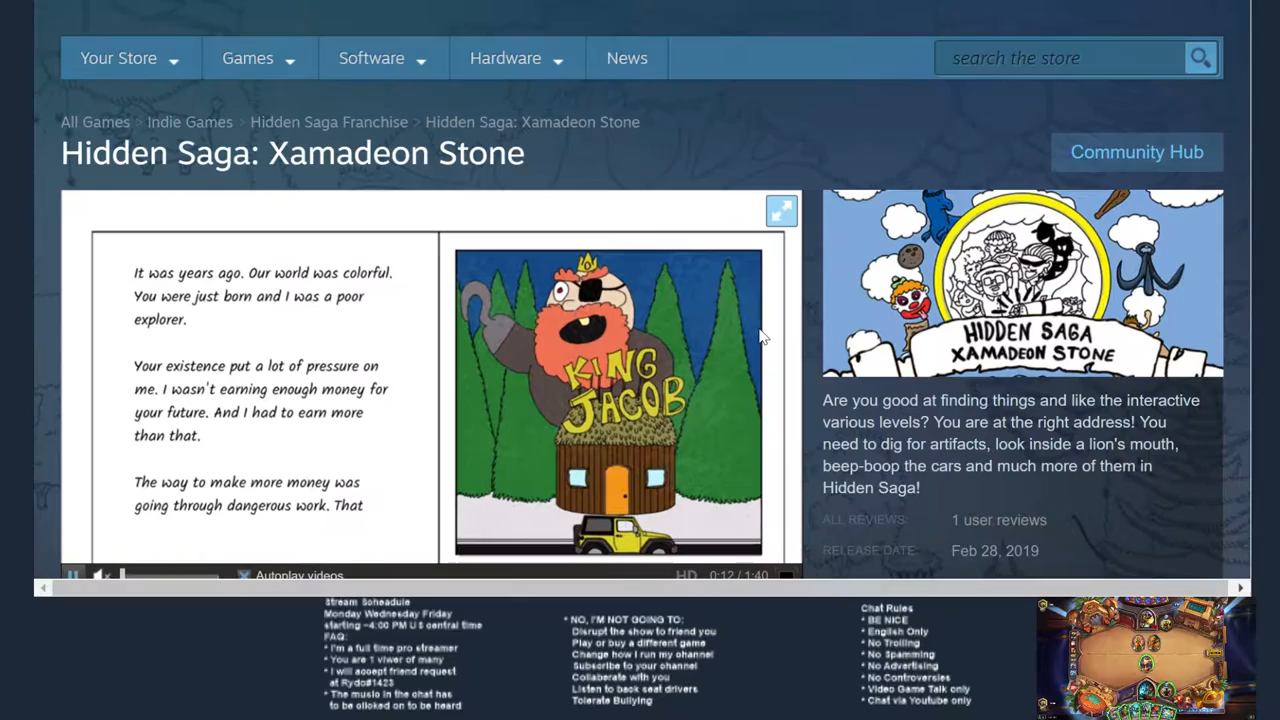 Your Store
Games
Software
Hardware
News
search the store
All Games > Indie Games > Hidden Saga Franchise > Hidden Saga: Xamadeon Stone
Hidden Saga: Xamadeon Stone
Community Hub
It was years ago. Our world was colorful.
You were just born and I was a poor
explorer.
Your existence put a lot of pressure on
me. I wasn't earning enough money for
your future. And I had to earn more
than that.
The way to make more money was
going through dangerous work. That
KING
JACOB
Autoplay videos
HD
0:12 / 1:40
HIDDEN SAGA
XAMADEON STONE
Are you good at finding things and like the interactive
various levels? You are at the right address! You
need to dig for artifacts, look inside a lion's mouth,
beep-boop the cars and much more of them in
Hidden Saga!
ALL REVIEWS: 1 user reviews
RELEASE DATE: Feb 28, 2019
Stream Scheadule
Monday Wednesday Friday
starting ~4:00 PM US central time
FAQ:
* I'm a full time pro streamer
* You are 1 viwer of many
* I will accept friend request
at Rydo#1423
* The music in the chat has
to be clicked on to be heard
* NO, I'M NOT GOING TO:
Disrupt the show to friend you
Play or buy a different game
Change how I run my channel
Subscribe to your channel
Collaberate with you
Listen to back seat drivers
Tolerate Bullying
Chat Rules
* BE NICE
* English Only
* No Trolling
* No Spamming
* No Advertising
* No Controversies
* Video Game Talk only
* Chat via Youtube only